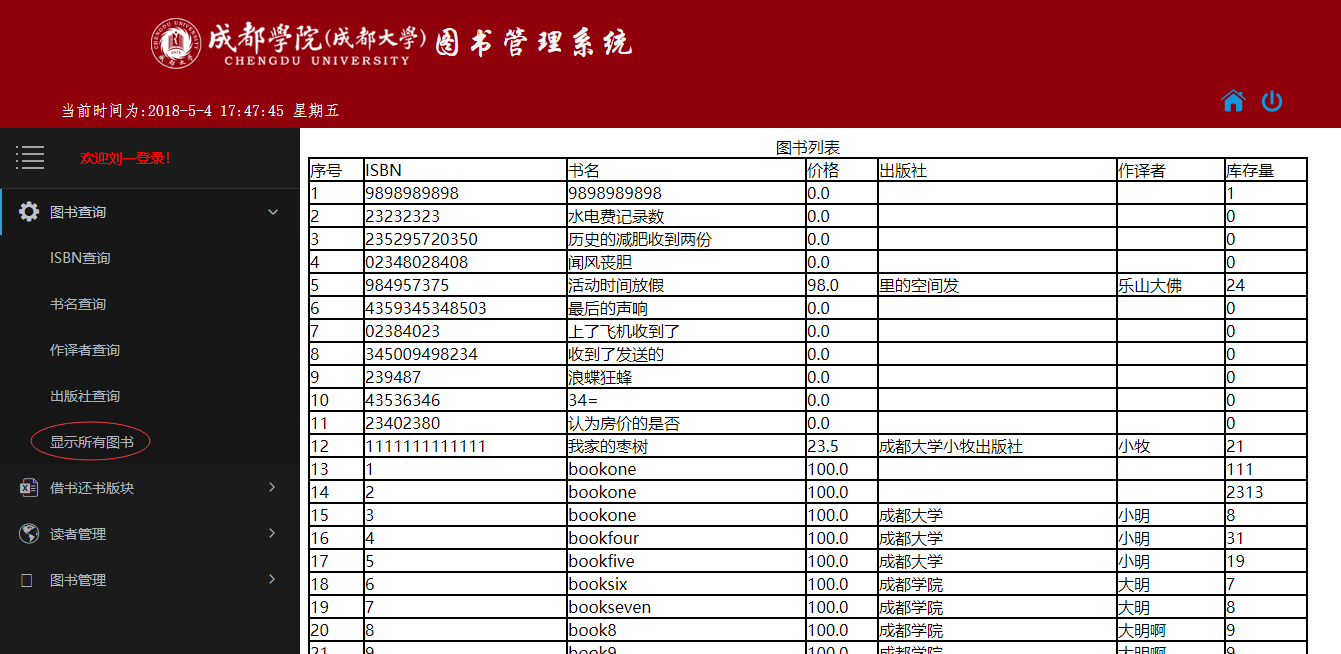 成都學院(成都大學) 图书管理系统
CHENGDU UNIVERSITY
当前时间为:2018-5-4 17:47:45 星期五
欢迎刘一登录!
图书查询
ISBN查询
书名查询
作译者查询
出版社查询
显示所有图书
借书还书版块
读者管理
图书管理
图书列表
序号 ISBN 书名 价格 出版社 作译者 库存量
1 9898989898 9898989898 0.0 1
2 23232323 水电费记录数 0.0 0
3 235295720350 历史的减肥收到两份 0.0 0
4 02348028408 闻风丧胆 0.0 0
5 984957375 活动时间放假 98.0 里的空间发 乐山大佛 24
6 4359345348503 最后的声响 0.0 0
7 02384023 上了飞机收到了 0.0 0
8 345009498234 收到了发送的 0.0 0
9 239487 浪蝶狂蜂 0.0 0
10 43536346 34= 0.0 0
11 23402380 认为房价的是否 0.0 0
12 1111111111111 我家的枣树 23.5 成都大学小牧出版社 小牧 21
13 1 bookone 100.0 111
14 2 bookone 100.0 2313
15 3 bookone 100.0 成都大学 小明 8
16 4 bookfour 100.0 成都大学 小明 31
17 5 bookfive 100.0 成都大学 小明 19
18 6 booksix 100.0 成都学院 大明 7
19 7 bookseven 100.0 成都学院 大明 8
20 8 book8 100.0 成都学院 大明啊 9
21 9 book9 100.0 成都学院 大明啊 9